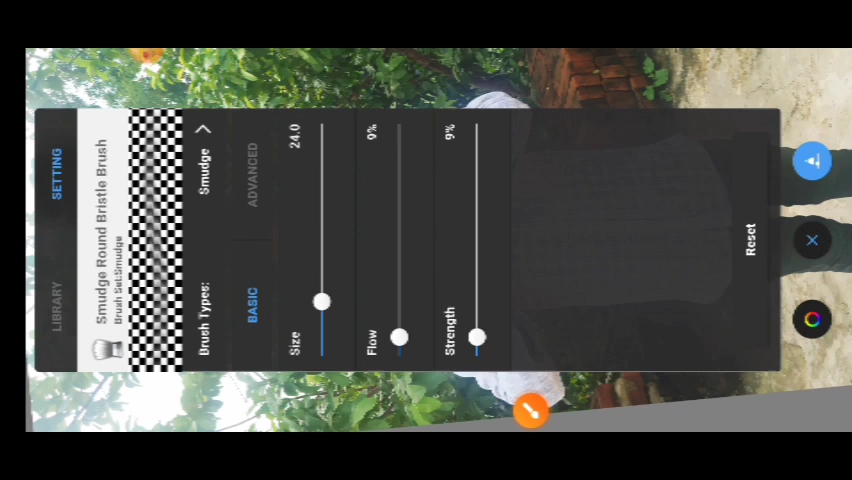 LIBRARY SETTING
Smudge Round Bristle Brush
Brush Set:Smudge
Brush Types: Smudge
BASIC ADVANCED
Size 24.0
Flow 9%
Strength 9%
Reset